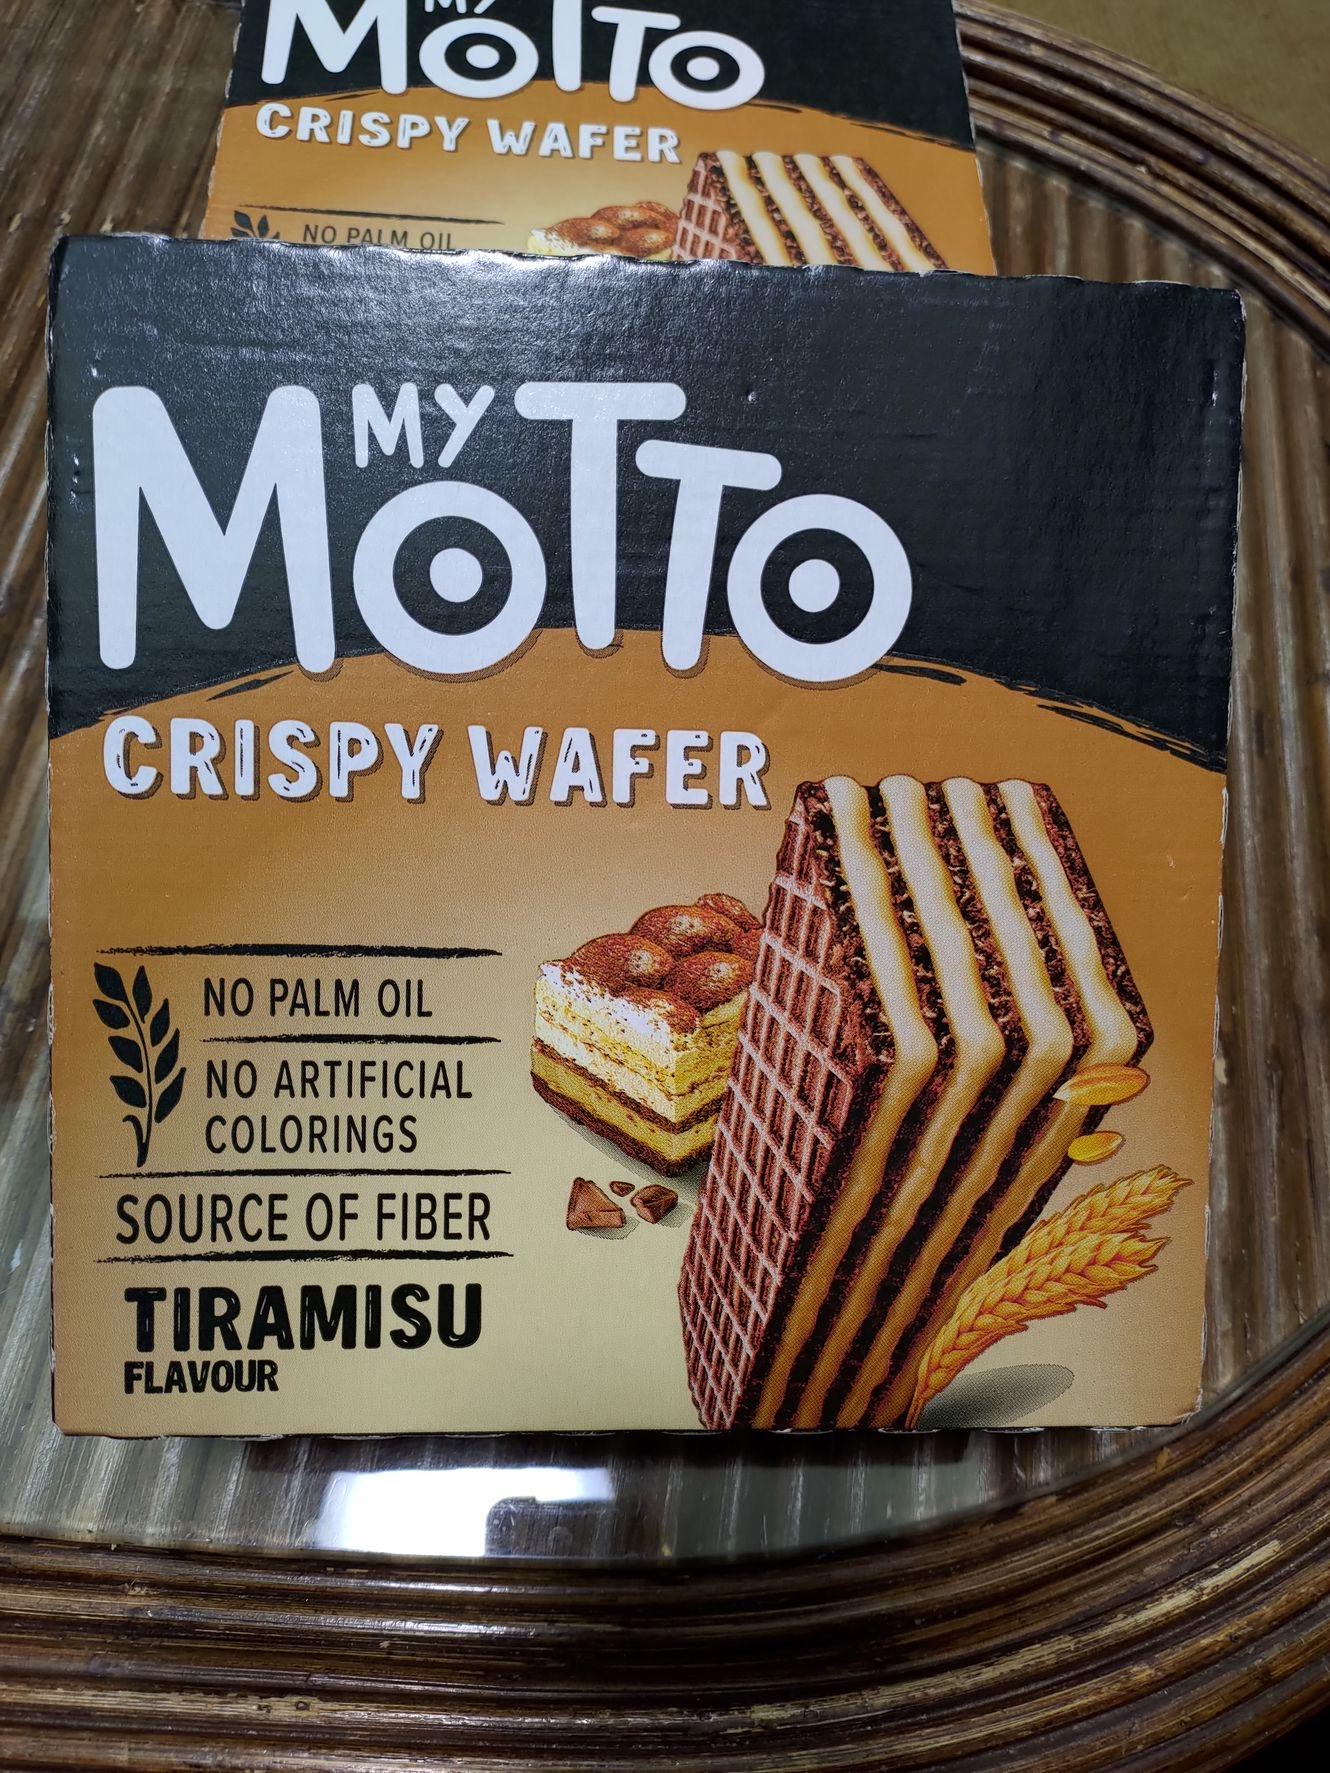 MY
MOTTO
CRISPY WAFER
NO PALM OIL
MY
MOTTO
CRISPY WAFER
NO PALM OIL
NO ARTIFICIAL
COLORINGS
SOURCE OF FIBER
TIRAMISU
FLAVOUR